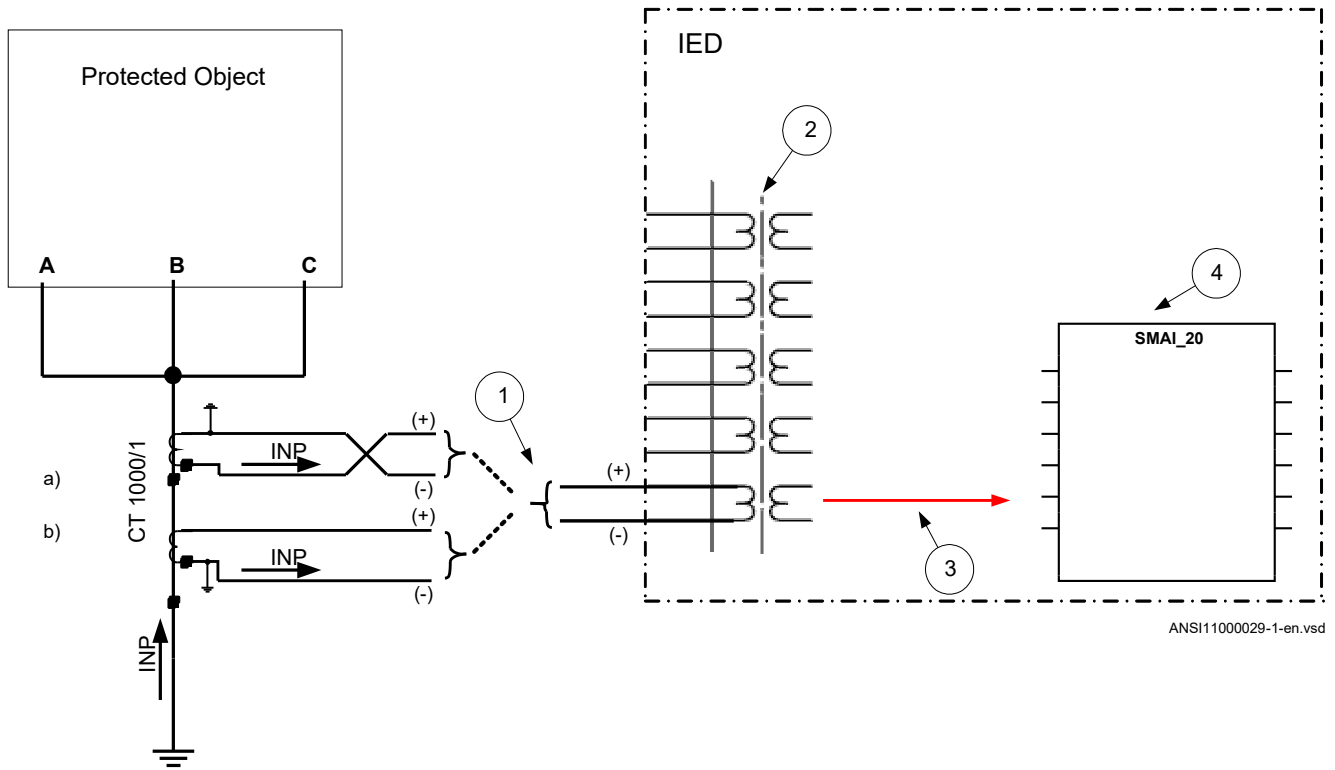 IED
Protected Object
2
A B C
4
SMAI_20
1
(+)
INP
(+)
a)
(-)
CT 1000/1
(+)
b)
INP
(-)
(-)
3
ANSI11000029-1-en.vsd
INP